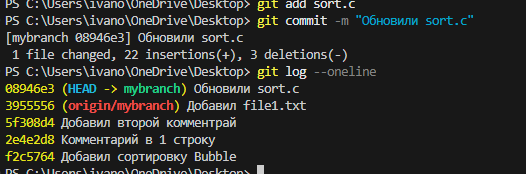 PS C:\Users\ivano\OneDrive\Desktop> git add sort.c
PS C:\Users\ivano\OneDrive\Desktop> git commit -m "Обновили sort.c"
[mybranch 08946e3] Обновили sort.c
 1 file changed, 22 insertions(+), 3 deletions(-)
PS C:\Users\ivano\OneDrive\Desktop> git log --oneline
08946e3 (HEAD -> mybranch) Обновили sort.c
3955556 (origin/mybranch) Добавил file1.txt
5f308d4 Добавил второй комментрай
2e4e2d8 Комментарий в 1 строку
f2c5764 Добавил сортировку Bubble
PS C:\Users\ivano\OneDrive\Desktop>